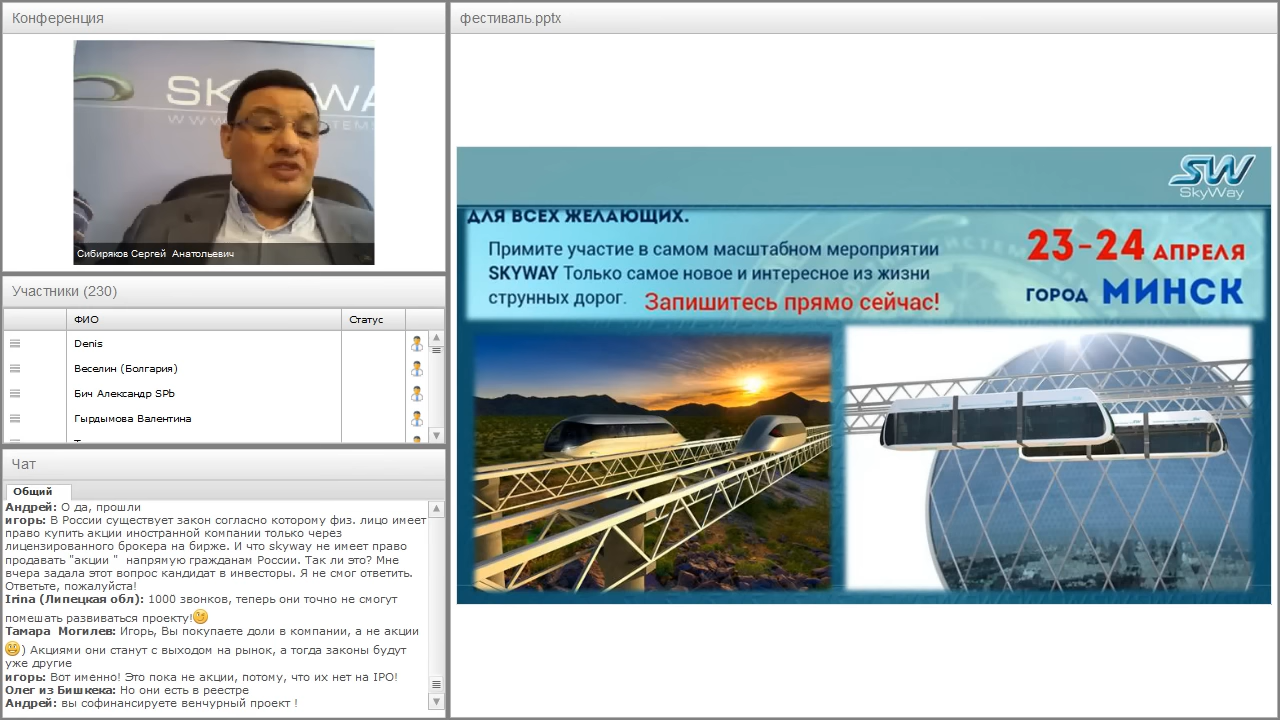 Конференция
SKYWAY
Сибиряков Сергей Анатольевич
Участники (230)
ФИО
Статус
Denis
Веселин (Болгария)
Бич Александр SPb
Гырдымова Валентина
Чат
Общий
Андрей: О да, прошли
игорь: В России существует закон согласно которому физ. лицо имеет
право купить акции иностранной компании только через
лицензированного брокера на бирже. И что skyway не имеет право
продавать "акции " напрямую гражданам России. Так ли это? Мне
вчера задала этот вопрос кандидат в инвесторы. Я не смог ответить.
Ответьте, пожалуйста!
Irina (Липецкая обл): 1000 звонков, теперь они точно не смогут
помешать развиваться проекту!
Тамара Могилев: Игорь, Вы покупаете доли в компании, а не акции
) Акциями они станут с выходом на рынок, а тогда законы будут
уже другие
игорь: Вот именно! Это пока не акции, потому, что их нет на IPO!
Олег из Бишкека: Но они есть в реестре
Андрей: вы софинансируете венчурный проект !
фестиваль.pptx
SW
SkyWay
ДЛЯ ВСЕХ ЖЕЛАЮЩИХ.
Примите участие в самом масштабном мероприятии
SKYWAY Только самое новое и интересное из жизни
струнных дорог. Запишитесь прямо сейчас!
23-24 АПРЕЛЯ
ГОРОД МИНСК